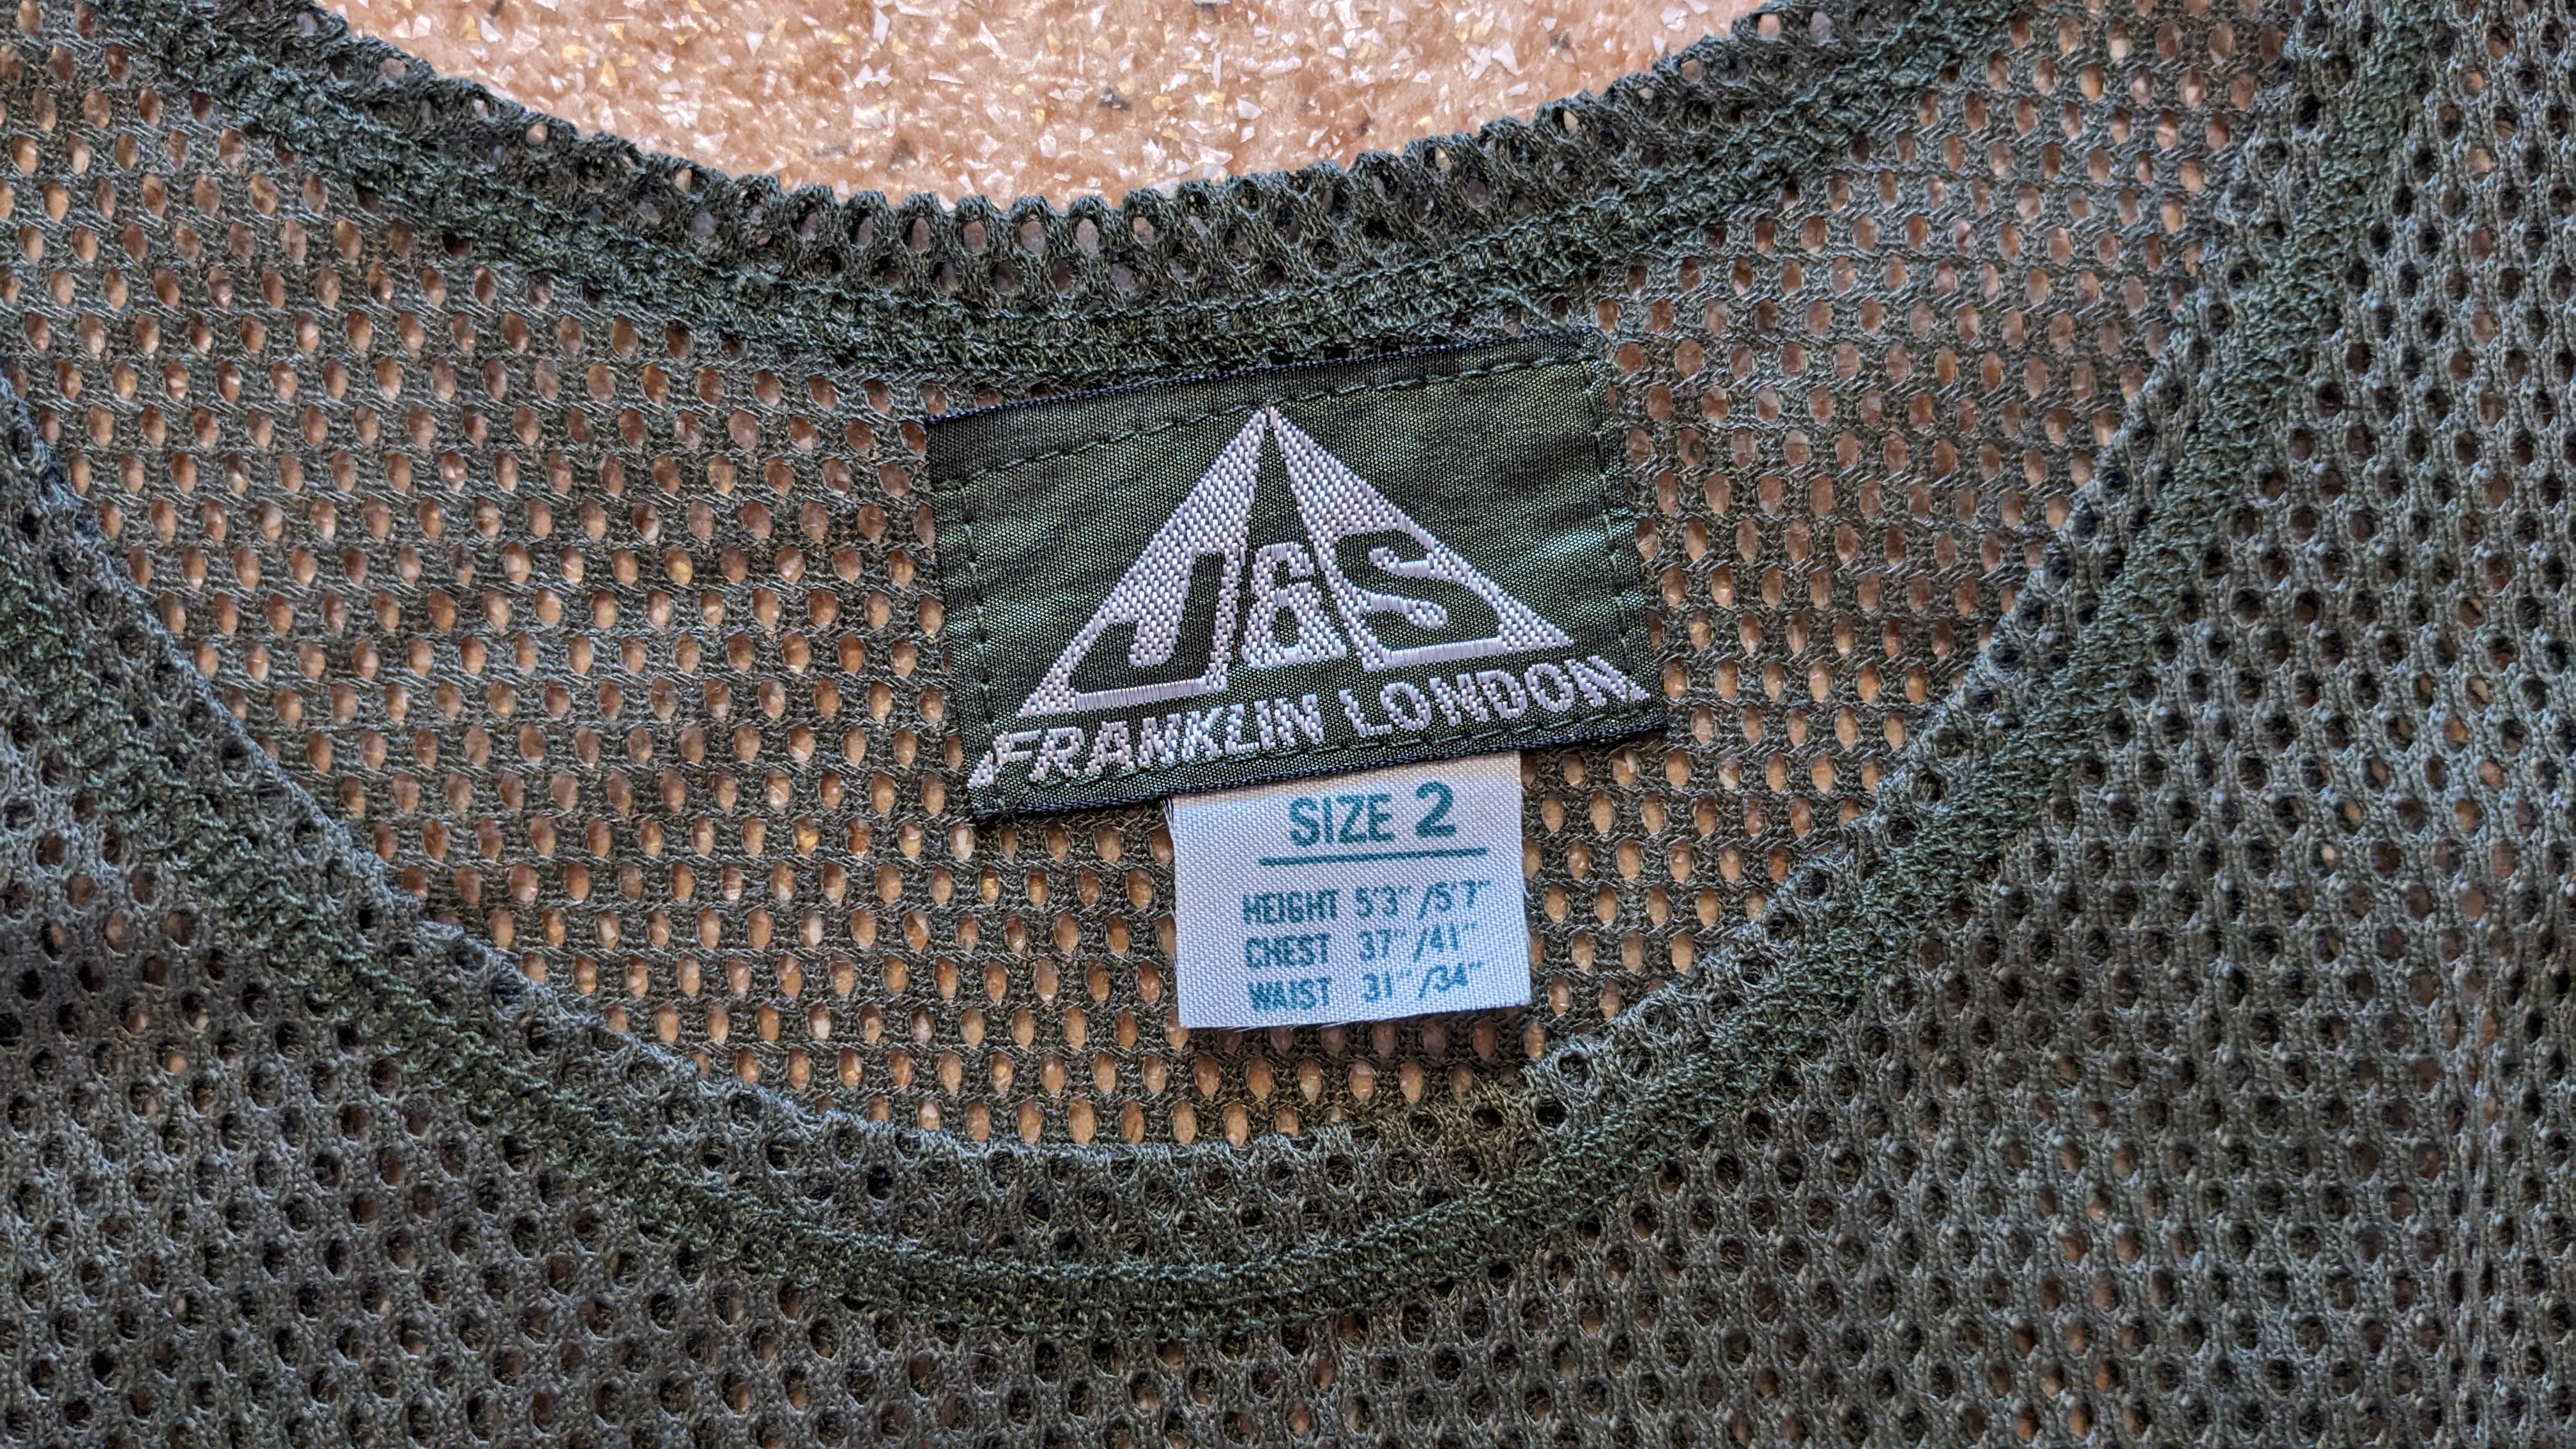 J&S
FRANKLIN LONDON.
SIZE 2
HEIGHT 5'3"/5'7"
CHEST 37"/41"
WAIST 31"/34"